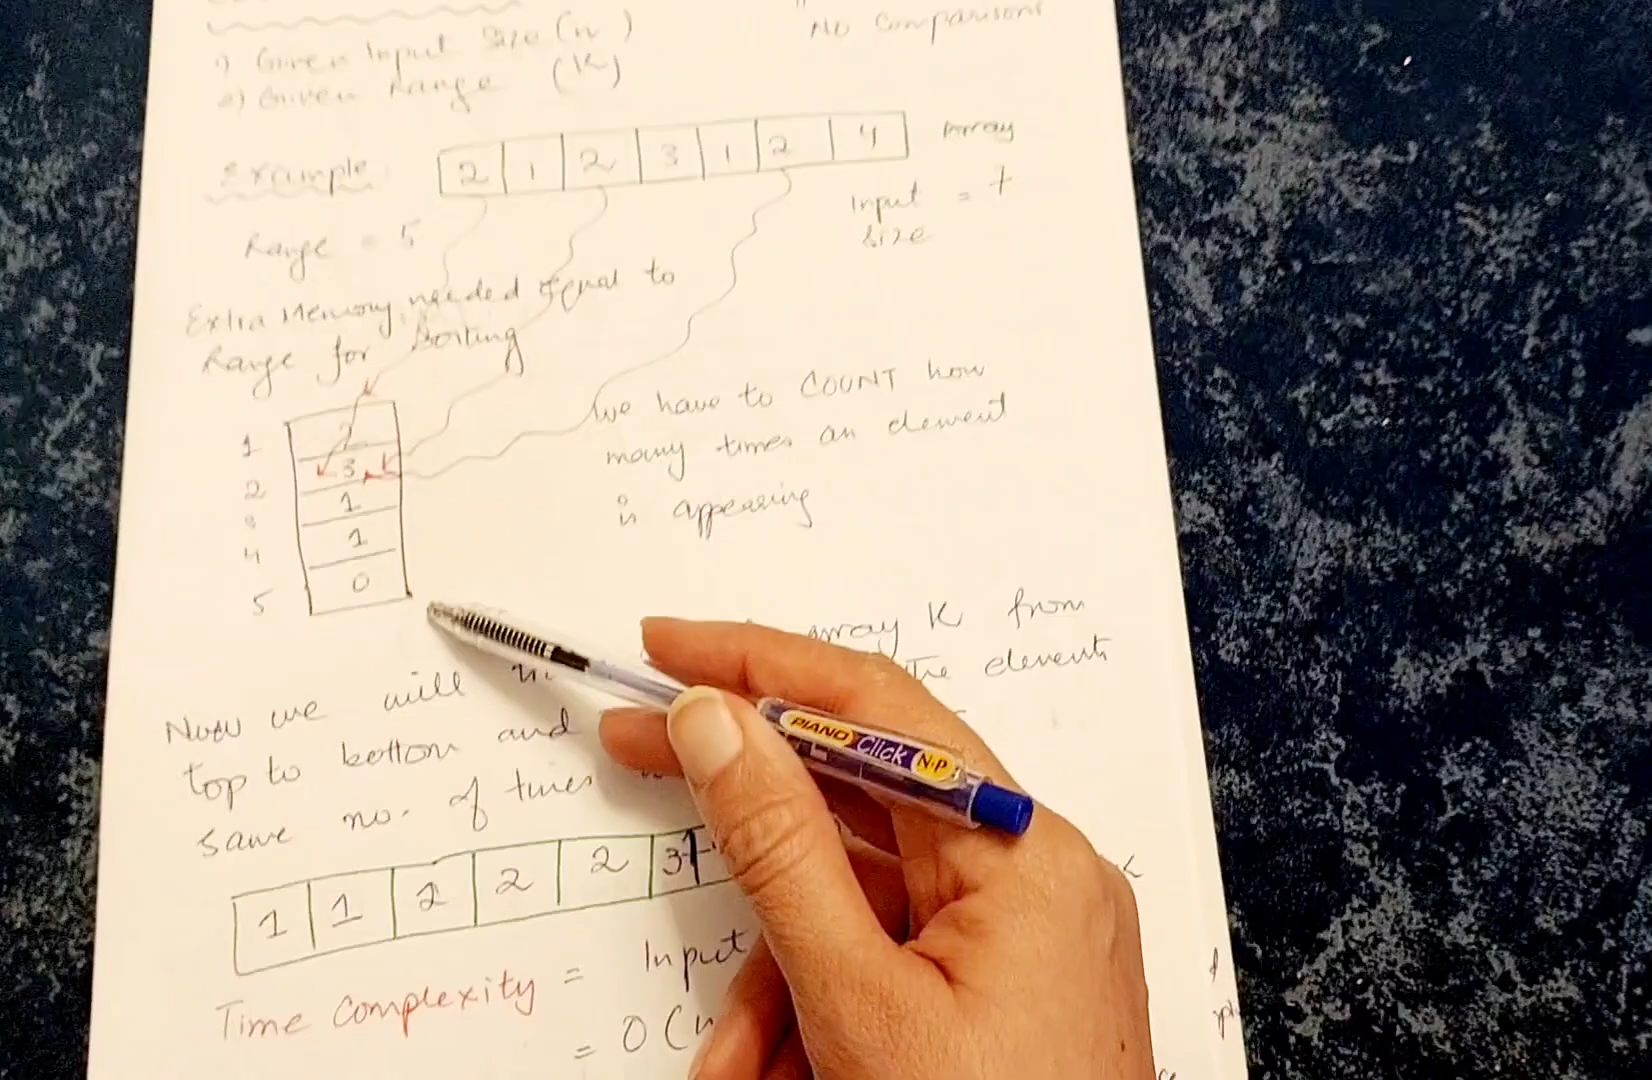 1) Given Input Size (n)
2) Given Range (K)
No Comparisons
Example
2 1 2 3 1 2 4
Array
Range = 5
Input size = 7
Extra Memory needed equal to
Range for Sorting
1 2
2 3
3 1
4 1
5 0
We have to COUNT how
many times an element
is appearing
Now we will array K from
top to bottom and the elements
same no. of times
1 1 2 2 2 3
Time Complexity = Input
= O(n
PIANO Click N-P